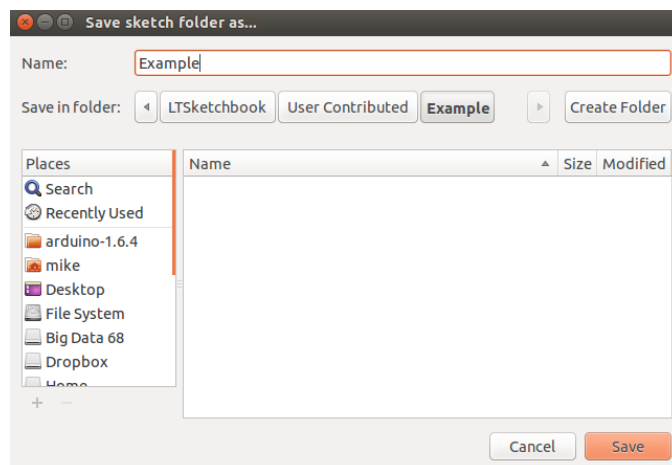 Save sketch folder as...
Name: Example
Save in folder: LTSketchbook User Contributed Example Create Folder
Places Name Size Modified
Search
Recently Used
arduino-1.6.4
mike
Desktop
File System
Big Data 68
Dropbox
Home
Cancel Save